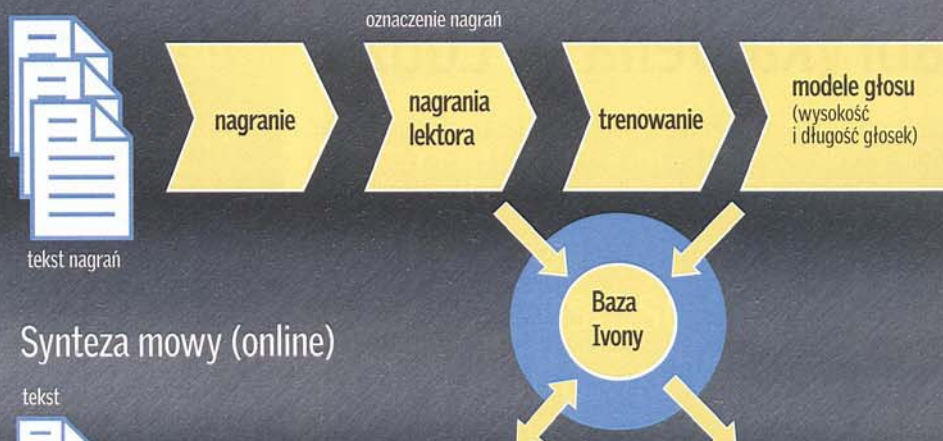 oznaczenie nagrań
nagranie
nagrania
lektora
trenowanie
modele głosu
(wysokość
i długość głosek)
tekst nagrań
Baza
Ivony
Synteza mowy (online)
tekst